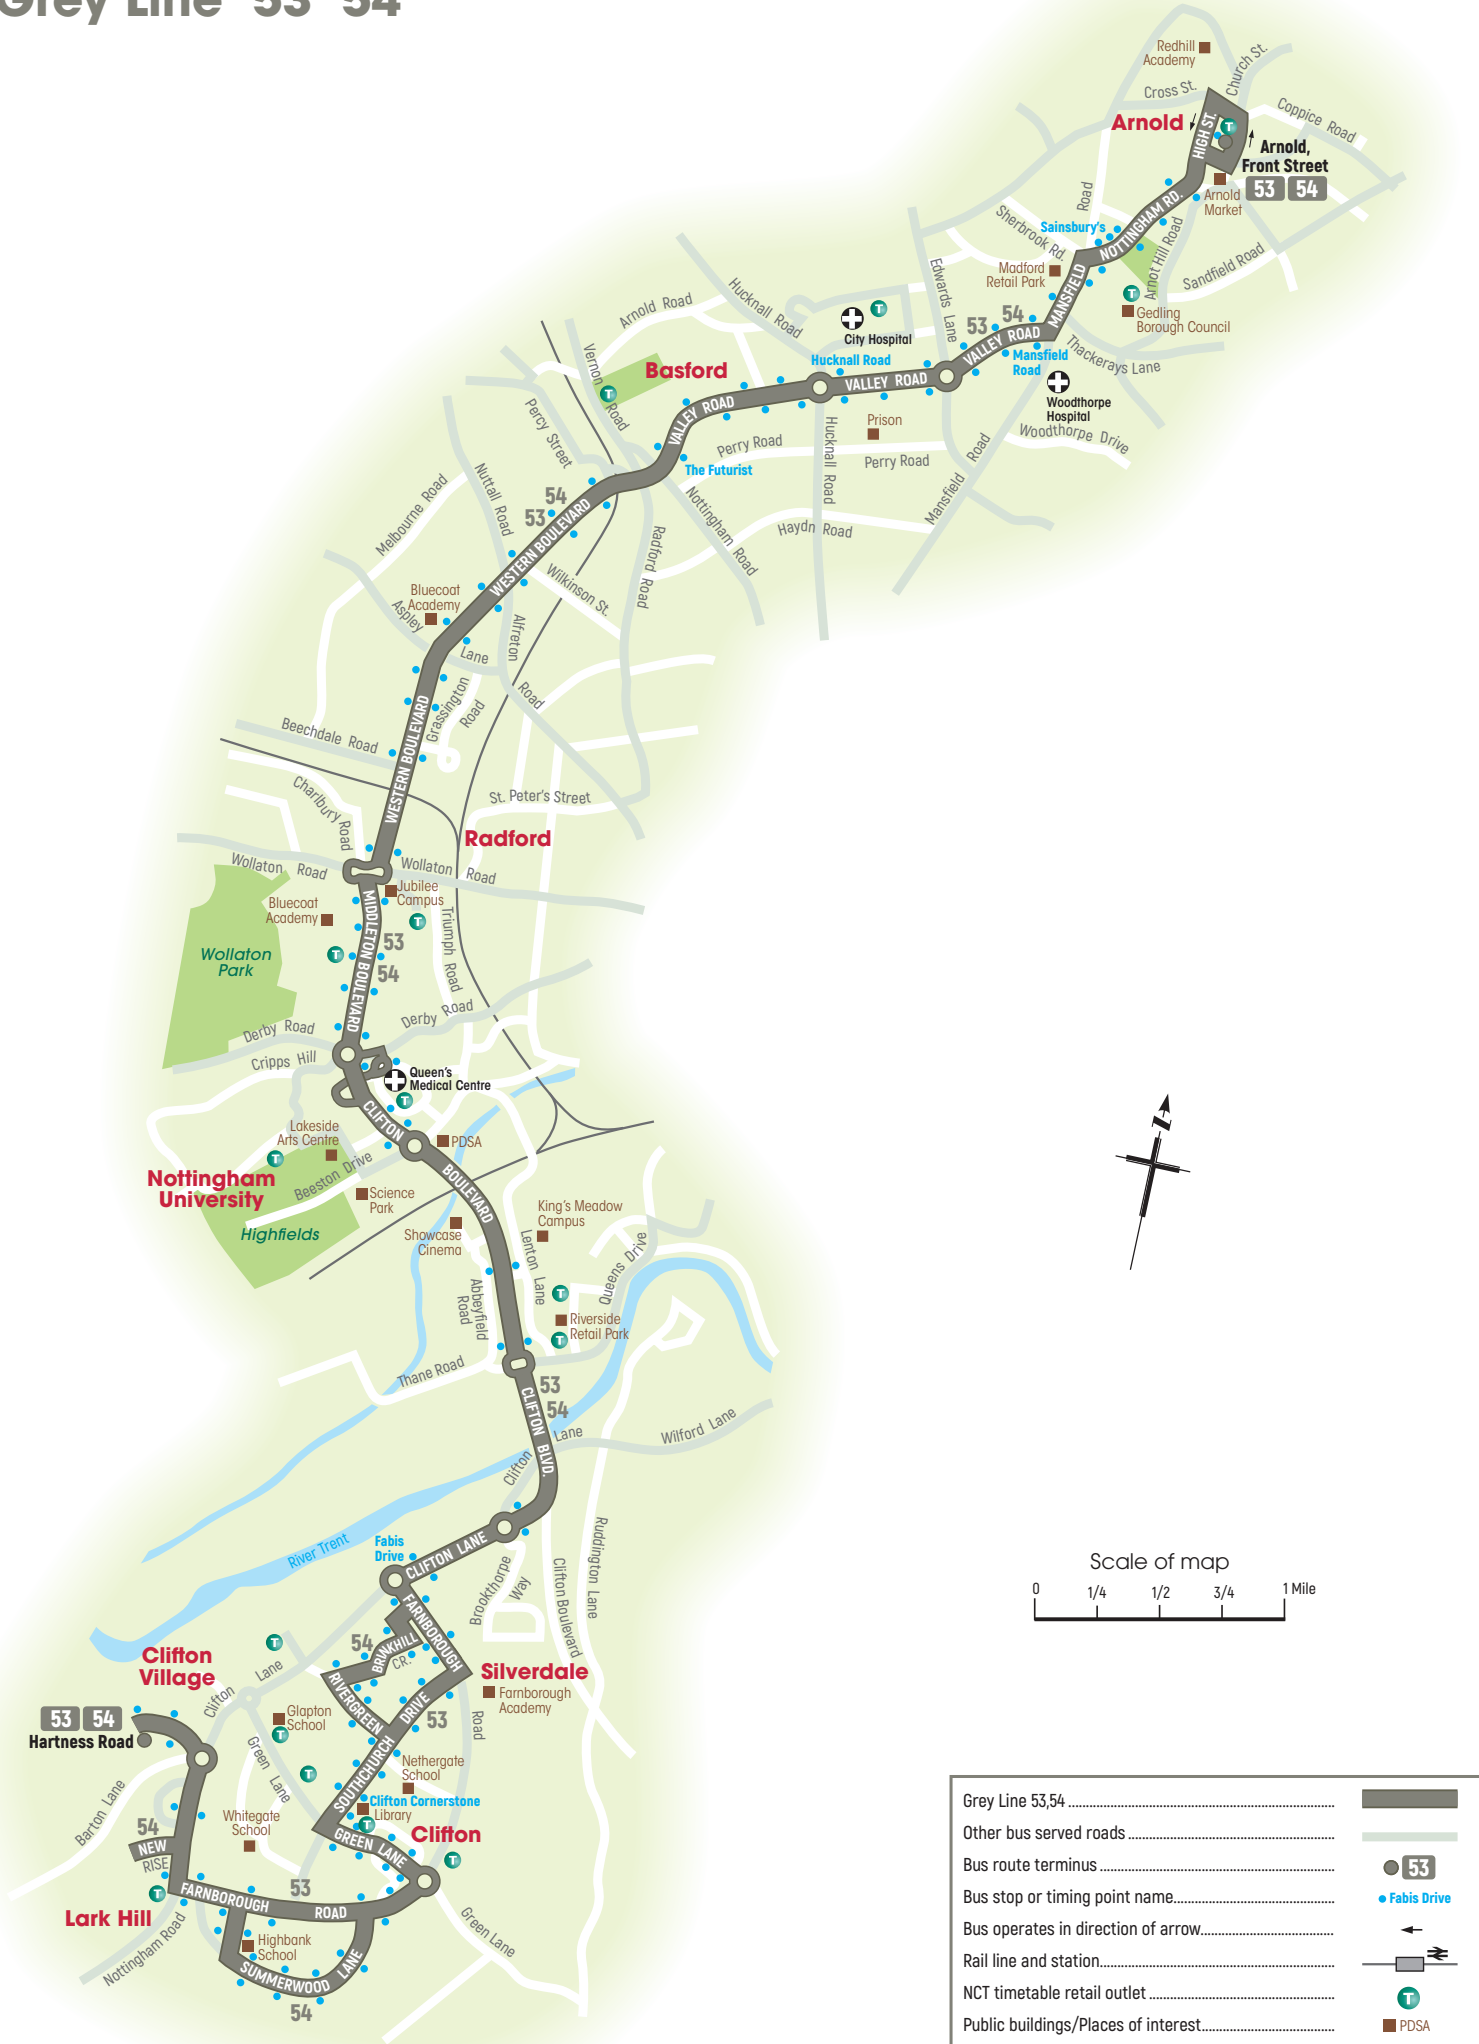 Grey Line 53 54
Redhill
Academy
Church St.
Cross St.
Coppice Road
Arnold
HIGH ST.
T
Arnold,
Front Street
53 54
Arnold
Market
Road
NOTTINGHAM RD.
Sainsbury's
Sherbrook Rd.
Arnot Hill Road
Sandfield Road
Madford
Retail Park
MANSFIELD
T
Gedling
Borough Council
Edwards Lane
Hucknall Road
Arnold Road
T
City Hospital
53
54
VALLEY ROAD
Mansfield
Road
Thackerays Lane
Hucknall Road
VALLEY ROAD
Woodthorpe
Hospital
Woodthorpe Drive
Basford
Vernon Road
T
Percy Street
VALLEY ROAD
Prison
Perry Road
Perry Road
The Futurist
Hucknall Road
Mansfield Road
Nottingham Road
Haydn Road
Nuttall Road
Melbourne Road
54
53
WESTERN BOULEVARD
Radford Road
Wilkinson St.
Bluecoat
Academy
Aspley
Lane
Alfreton
Road
Grassington
Road
Beechdale Road
WESTERN BOULEVARD
Charlbury Road
St. Peter's Street
Radford
Wollaton Road
Wollaton Road
Jubilee
Campus
Bluecoat
Academy
T
MIDDLETON BOULEVARD
Triumph Road
53
T
54
Wollaton
Park
Derby Road
Derby Road
Cripps Hill
Queen's
Medical Centre
T
CLIFTON
Lakeside
Arts Centre
PDSA
T
Beeston Drive
Nottingham
University
BOULEVARD
Science
Park
Highfields
Showcase
Cinema
King's Meadow
Campus
Lenton Lane
Queens Drive
Abbeyfield
Road
T
Riverside
Retail Park
T
Thane Road
53
54
CLIFTON BLVD.
Lane
Wilford Lane
Clifton
River Trent
Fabis
Drive
CLIFTON LANE
Brookthorpe
Way
Clifton Boulevard
Ruddington Lane
FARNBOROUGH
54
BRINKHILL
CR.
T
Clifton
Village
Lane
RIVERGREEN
Silverdale
Farnborough
Academy
DRIVE
53
Road
Clifton
53 54
Hartness Road
Glapton
School
T
Green Lane
T
SOUTHCHURCH
Nethergate
School
Clifton Cornerstone
Library
T
Barton Lane
Whitegate
School
54
NEW
RISE
GREEN LANE
Clifton
T
T
FARNBOROUGH
53
ROAD
Lark Hill
Green Lane
Nottingham Road
Highbank
School
SUMMERWOOD LANE
54
N
Scale of map
0 1/4 1/2 3/4 1 Mile
Grey Line 53,54
Other bus served roads
Bus route terminus 53
Bus stop or timing point name Fabis Drive
Bus operates in direction of arrow
Rail line and station
NCT timetable retail outlet T
Public buildings/Places of interest PDSA